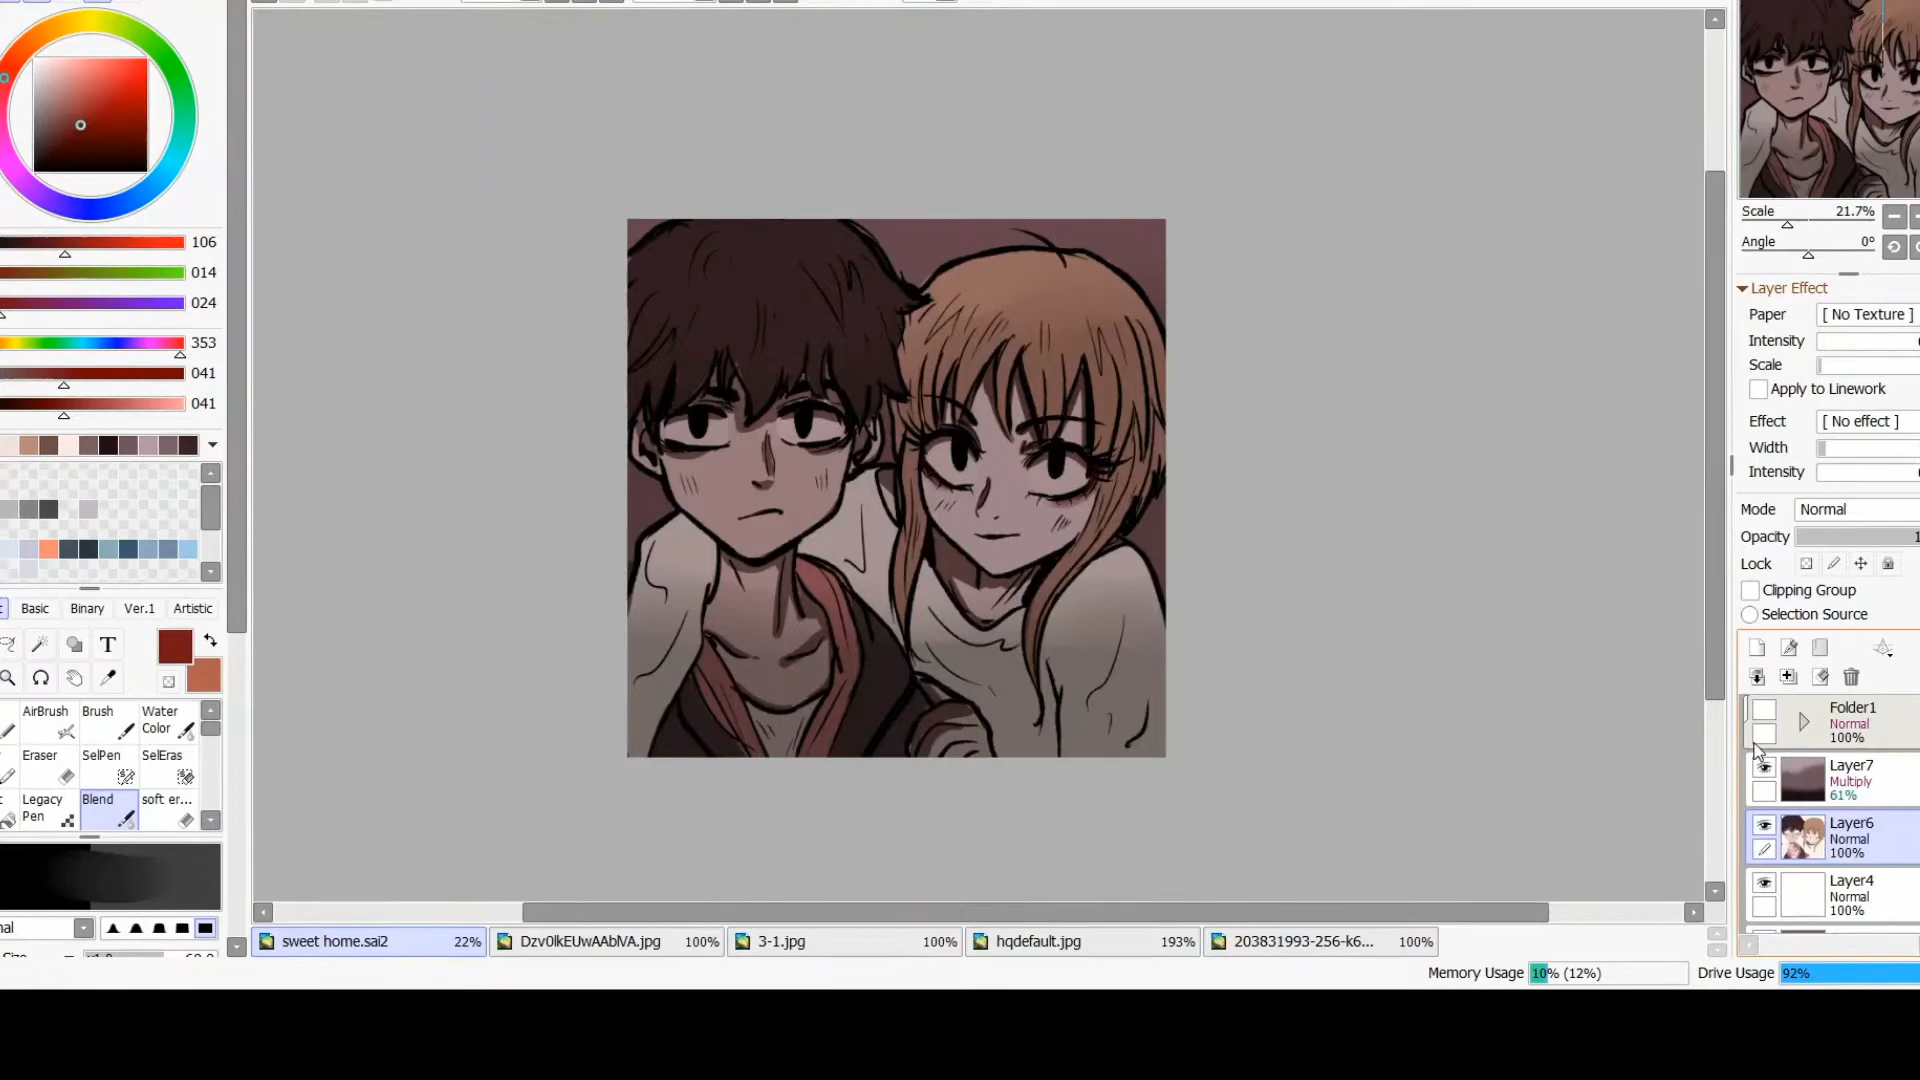 106
014
024
353
041
041
Basic Binary Ver.1 Artistic
T
AirBrush Brush Water Color
Eraser SelPen SelEras
Legacy Pen Blend soft er...
Scale 21.7%
Angle 0°
Layer Effect
Paper [ No Texture ]
Intensity
Scale
Apply to Linework
Effect [ No effect ]
Width
Intensity
Mode Normal
Opacity
Lock
Clipping Group
Selection Source
Folder1
Normal
100%
Layer7
Multiply
61%
Layer6
Normal
100%
Layer4
Normal
100%
sweet home.sai2 22% 3-1.jpg 100% hqdefault.jpg 193% 203831993-256-k6... 100%
Memory Usage 10% (12%) Drive Usage 92%